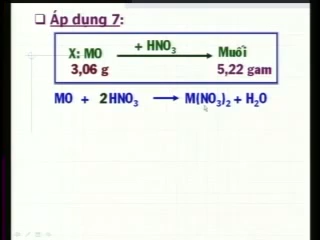 ❑ Áp dụng 7:
X: MO + HNO₃ → Muối
3,06 g 5,22 gam
MO + 2HNO₃ → M(NO₃)₂ + H₂O